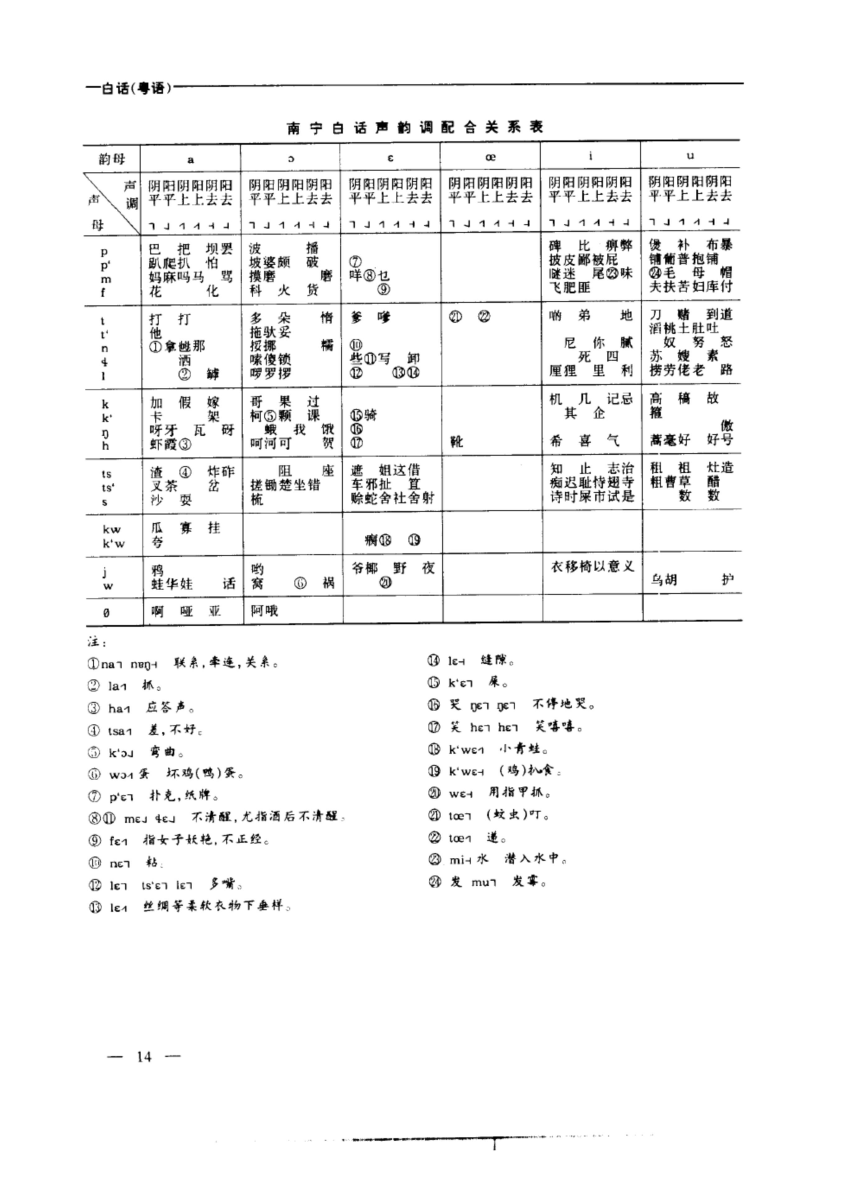 白话(粤语)
南宁白话声韵调配合关系表
韵母 a ɔ ɛ œ i u
声 阴阳阴阳阴阳 阴阳阴阳阴阳 阴阳阴阳阴阳 阴阳阴阳阴阳 阴阳阴阳阴阳 阴阳阴阳阴阳
声 调 平平上上去去 平平上上去去 平平上上去去 平平上上去去 平平上上去去 平平上上去去
母 ㄱ˩˧˦˧˨
p 巴 把 坝罢 波 播 碑 比 痹弊 煲 补 布暴
p' 趴爬扒 怕 坡婆颇 破 ⑦ 披皮鄙被屁 铺葡普抱铺
m 妈麻吗马 骂 摸磨 磨 咩⑧乜 谜迷 尾㉓味 ㉔毛 母 帽
f 花 化 科 火 货 ⑨ 飞肥匪 夫扶苦妇库付
t 打 打 多 朵 惰 爹 嗲 ㉑ ㉒ 啲 弟 地 刀 赌 到道
t' 他 拖驮妥 滔桃土肚吐
n ①拿 那 挼挪 糯 ⑩ 尼 你 腻 奴 努 怒
ɬ 洒 嗦傻锁 些⑪写 卸 死 四 苏 嫂 素
l ② 罅 啰罗攞 ⑫ ⑬⑭ 厘狸 里 利 捞劳佬老 路
k 加 假 嫁 哥 果 过 机 几 记忌 高 稿 故
k' 卡 架 柯⑤颗 课 ⑮骑 其 企 箍
ŋ 呀牙 瓦 砑 蛾 我 饿 ⑯ 傲
h 虾霞③ 呵河可 贺 ⑰ 靴 希 喜 气 蒿毫好 好号
ts 渣 ④ 炸砟 阻 座 遮 姐这借 知 止 志治 租 祖 灶造
ts' 叉茶 岔 搓锄楚坐错 车邪扯 笡 痴迟耻恃翅寺 粗曹草 醋
s 沙 耍 梳 赊蛇舍社舍射 诗时屎市试是 数 数
kw 瓜 寡 挂
k'w 夸 ⑱ ⑲
j 鸦 哟 爷椰 野 夜 衣移椅以意义
w 蛙华娃 话 窝 ⑥ 祸 ⑳ 乌胡 护
ø 啊 哑 亚 阿哦
注：
①na˥ nɐŋ˧ 联系,牵连,关系。
② la˧˥ 抓。
③ ha˧˥ 应答声。
④ tsa˧˥ 差,不好。
⑤ k'ɔ˨˩ 弯曲。
⑥ wɔ˨˦蛋 坏鸡(鸭)蛋。
⑦ p'ɛ˥ 扑克,纸牌。
⑧⑪ mɛ˨˩ ɬɛ˨˩ 不清醒,尤指酒后不清醒。
⑨ fɛ˧˥ 指女子妖艳,不正经。
⑩ nɛ˥ 粘。
⑫ lɛ˥ ts'ɛ˥ lɛ˥ 多嘴。
⑬ lɛ˨˦ 丝绸等柔软衣物下垂样。
⑭ lɛ˧ 缝隙。
⑮ k'ɛ˥ 屎。
⑯ 哭 ŋɛ˥ ŋɛ˥ 不停地哭。
⑰ 笑 hɛ˥ hɛ˥ 笑嘻嘻。
⑱ k'wɛ˧˥ 小青蛙。
⑲ k'wɛ˧ (鸡)扒食。
⑳ wɛ˧ 用指甲抓。
㉑ tœ˥ (蚊虫)叮。
㉒ tœ˧˥ 递。
㉓ mi˧水 潜入水中。
㉔ 发 mu˥ 发霉。
— 14 —